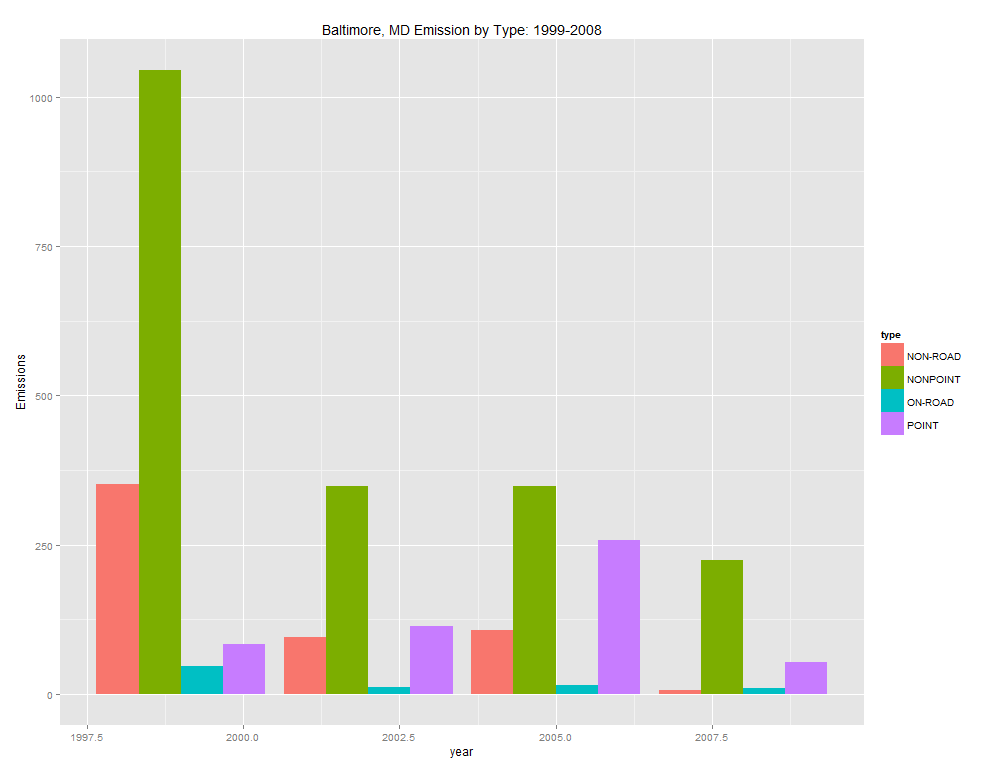 Baltimore, MD Emission by Type: 1999-2008
1000
750
500
250
0
Emissions
1997.5
2000.0
2002.5
2005.0
2007.5
year
type
NON-ROAD
NONPOINT
ON-ROAD
POINT